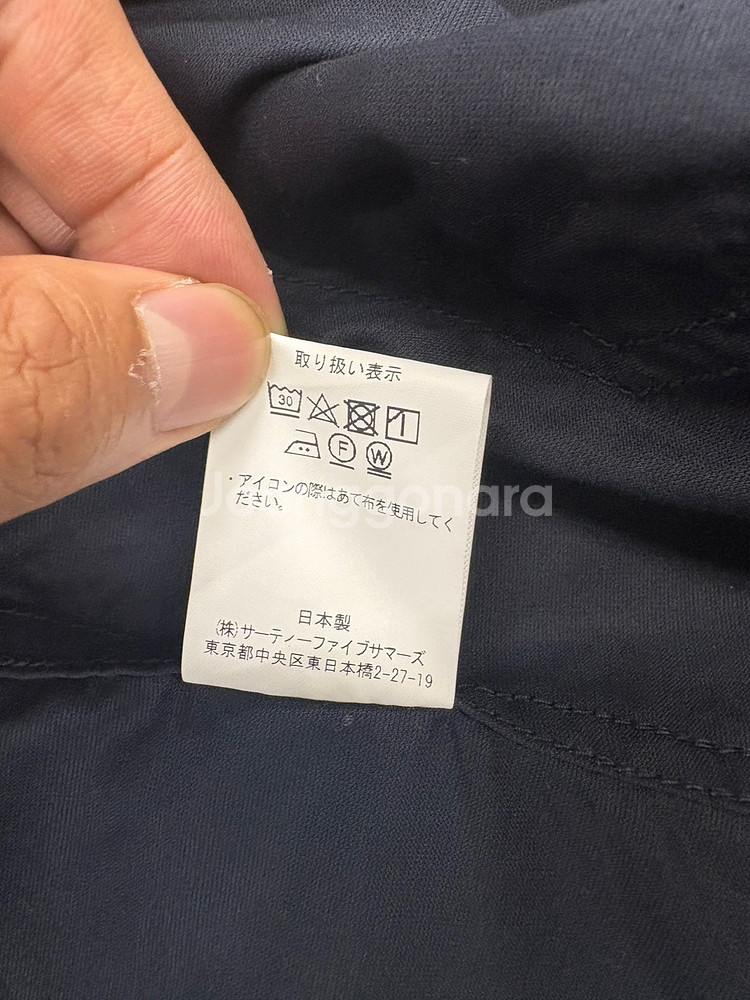 取り扱い表示
30
F W
・アイロンの際はあて布を使用してく
ださい。
Joonggonara
日本製
(株)サーティーファイブサマーズ
東京都中央区東日本橋2-27-19